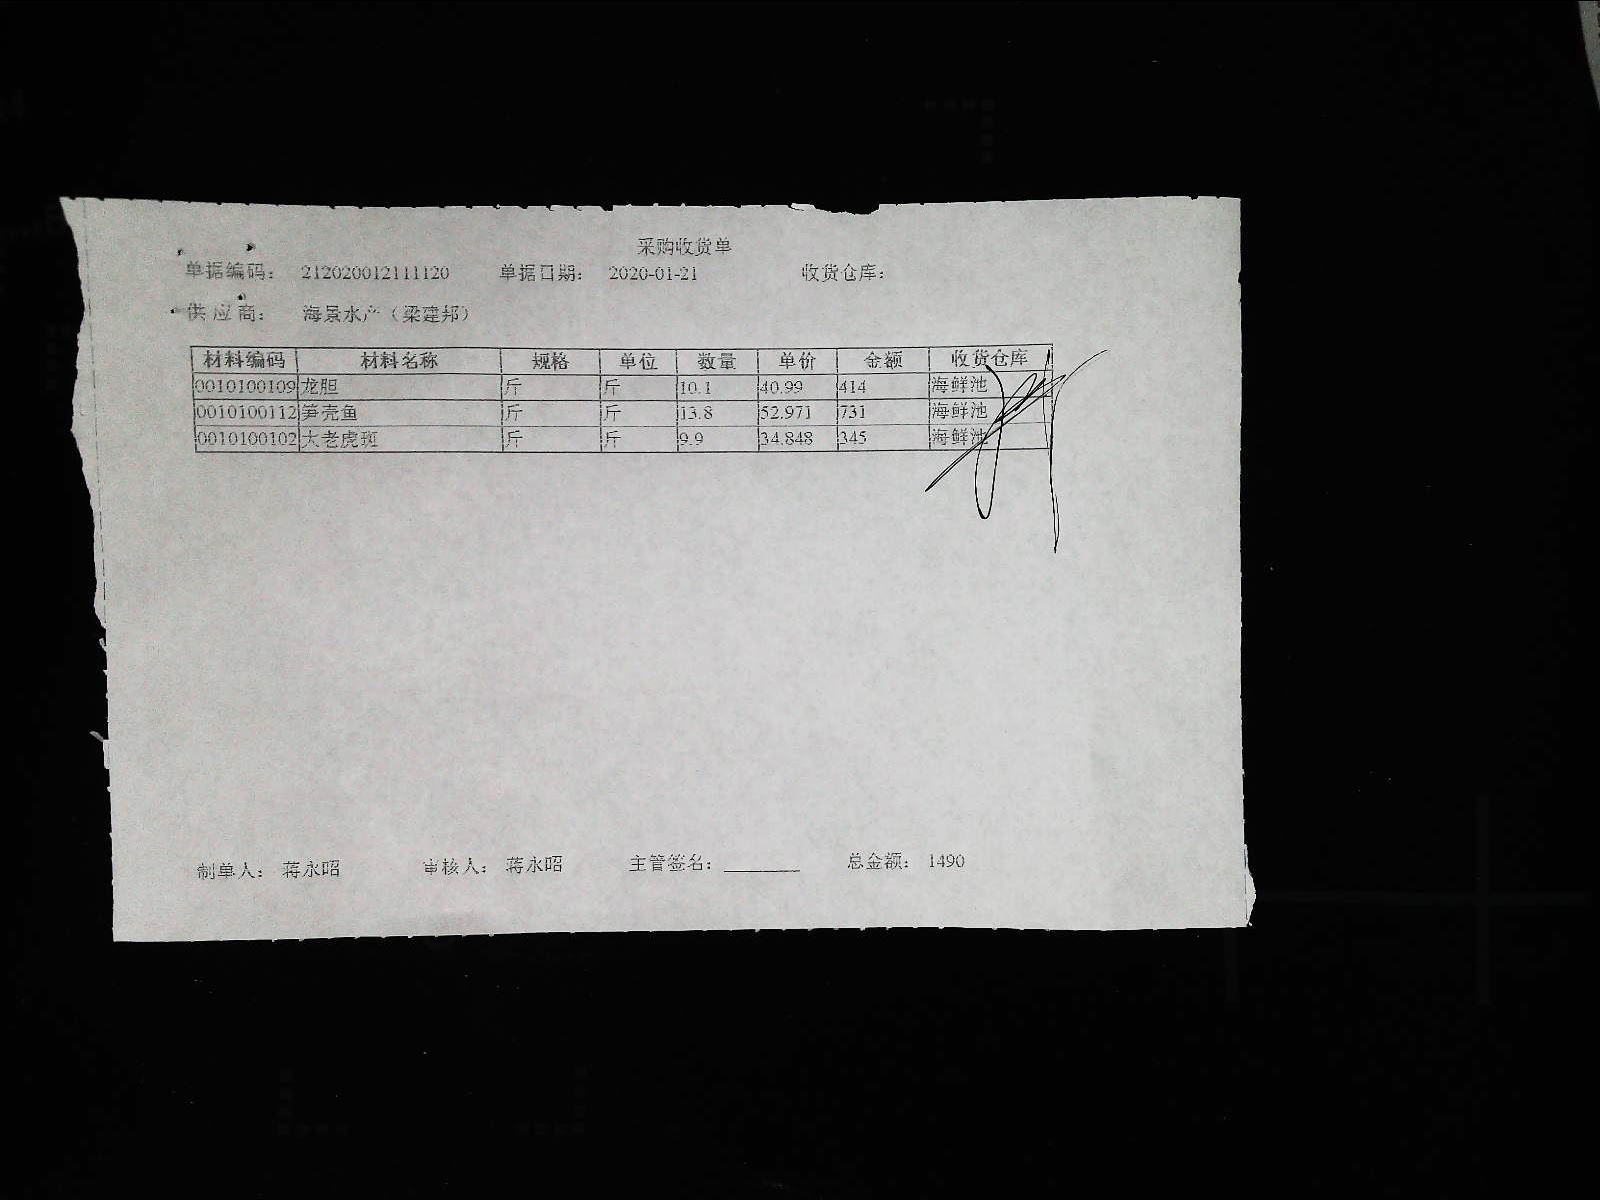 采购收货单
单据编码： 212020012111120 单据日期： 2020-01-21 收货仓库：
供应商： 海景水产（梁建邦）
材料编码 材料名称 规格 单位 数量 单价 金额 收货仓库
0010100109 龙胆 斤 斤 10.1 40.99 414 海鲜池
0010100112 笋壳鱼 斤 斤 13.8 52.971 731 海鲜池
0010100102 大老虎斑 斤 斤 9.9 34.848 345 海鲜池
制单人： 蒋永昭 审核人： 蒋永昭 主管签名： 总金额： 1490